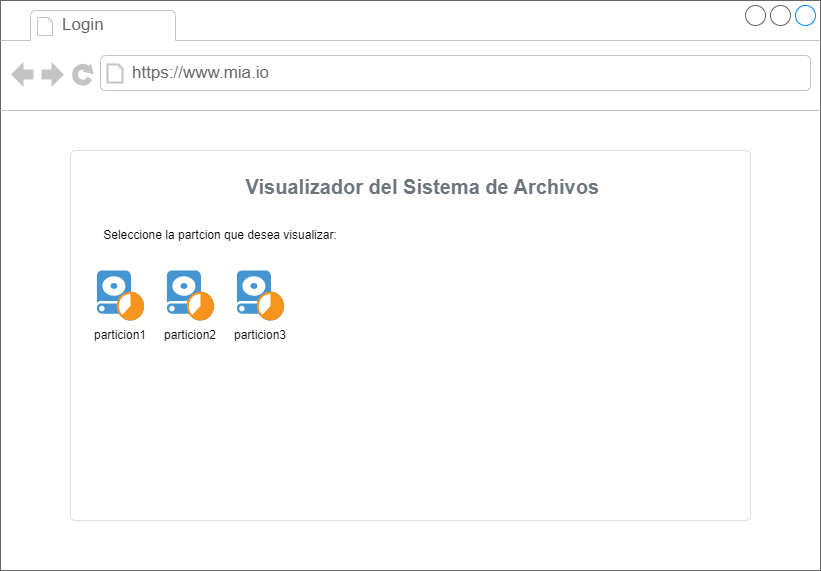 Login
https://www.mia.io
Visualizador del Sistema de Archivos
Seleccione la partcion que desea visualizar:
particion1 particion2 particion3